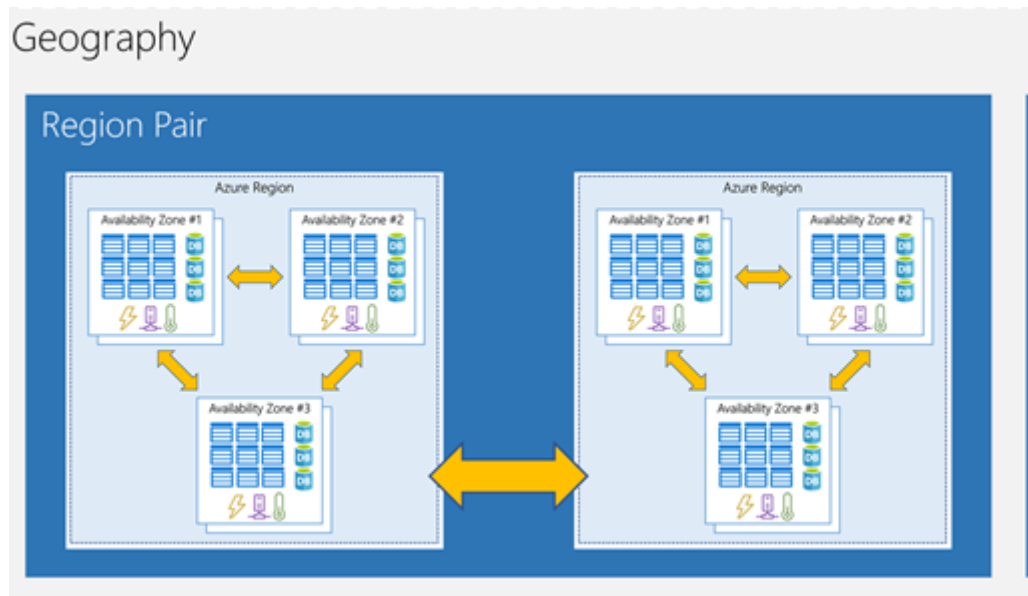 Geography
Region Pair
Azure Region
Availability Zone #1
Availability Zone #2
DB
DB
DB
DB
DB
DB
Availability Zone #3
DB
DB
DB
Azure Region
Availability Zone #1
Availability Zone #2
DB
DB
DB
DB
DB
DB
Availability Zone #3
DB
DB
DB